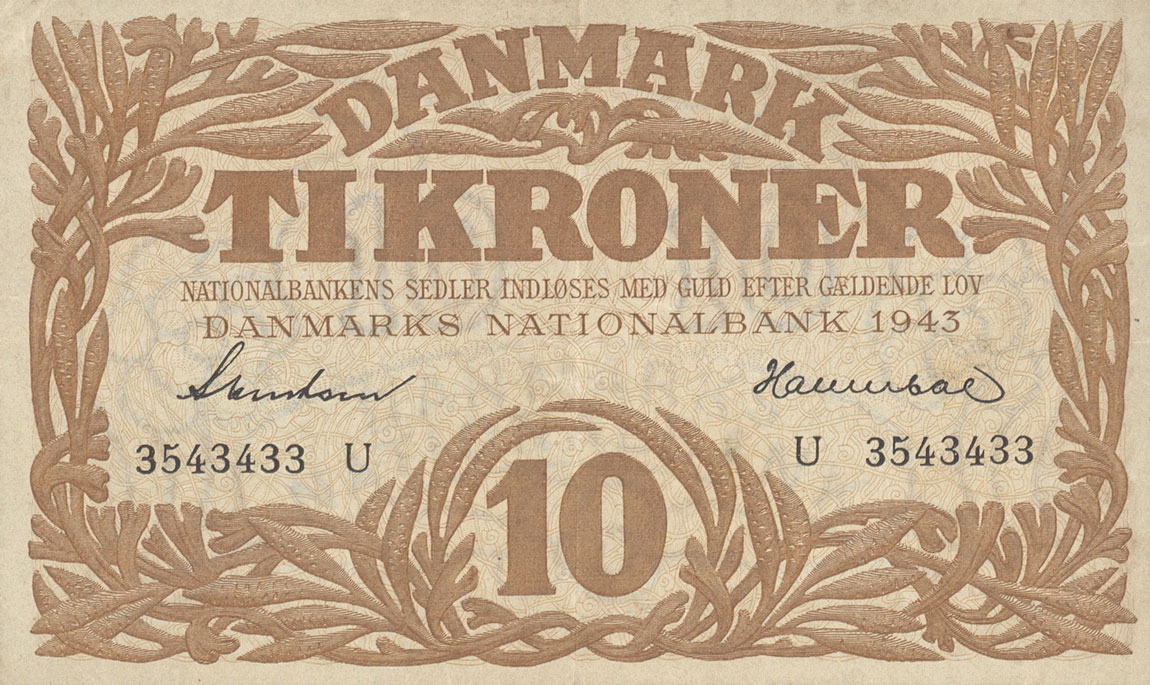 DANMARK
TI KRONER
NATIONALBANKENS SEDLER INDLØSES MED GULD EFTER GÆLDENDE LOV
DANMARKS NATIONALBANK 1943
3543433 U U 3543433
10